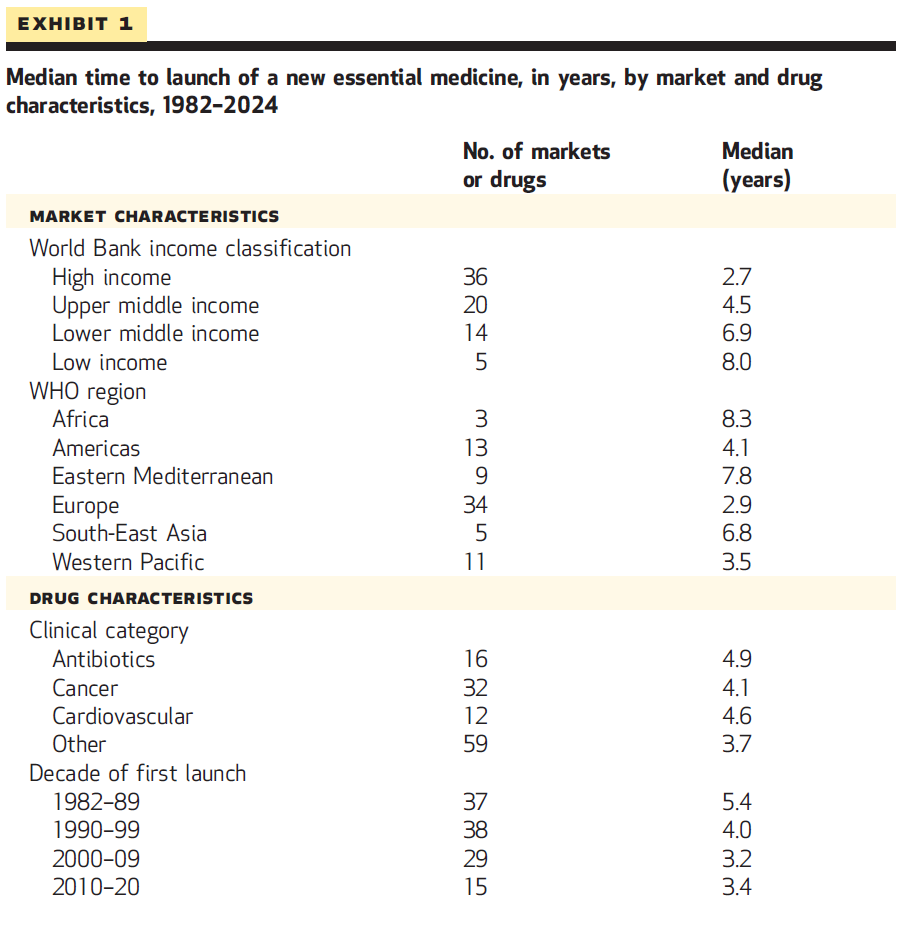 EXHIBIT 1
Median time to launch of a new essential medicine, in years, by market and drug
characteristics, 1982–2024
No. of markets Median
or drugs (years)
MARKET CHARACTERISTICS
World Bank income classification
High income 36 2.7
Upper middle income 20 4.5
Lower middle income 14 6.9
Low income 5 8.0
WHO region
Africa 3 8.3
Americas 13 4.1
Eastern Mediterranean 9 7.8
Europe 34 2.9
South-East Asia 5 6.8
Western Pacific 11 3.5
DRUG CHARACTERISTICS
Clinical category
Antibiotics 16 4.9
Cancer 32 4.1
Cardiovascular 12 4.6
Other 59 3.7
Decade of first launch
1982–89 37 5.4
1990–99 38 4.0
2000–09 29 3.2
2010–20 15 3.4